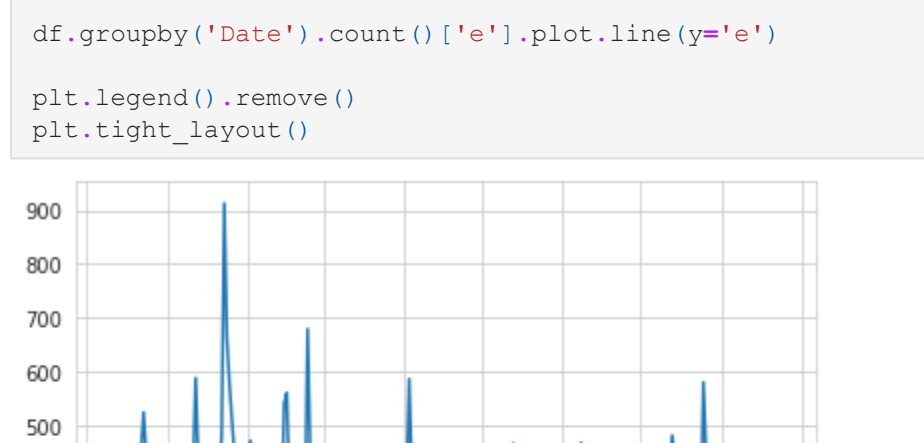 df.groupby('Date').count()['e'].plot.line(y='e')
plt.legend().remove()
plt.tight_layout()
900
800
700
600
500